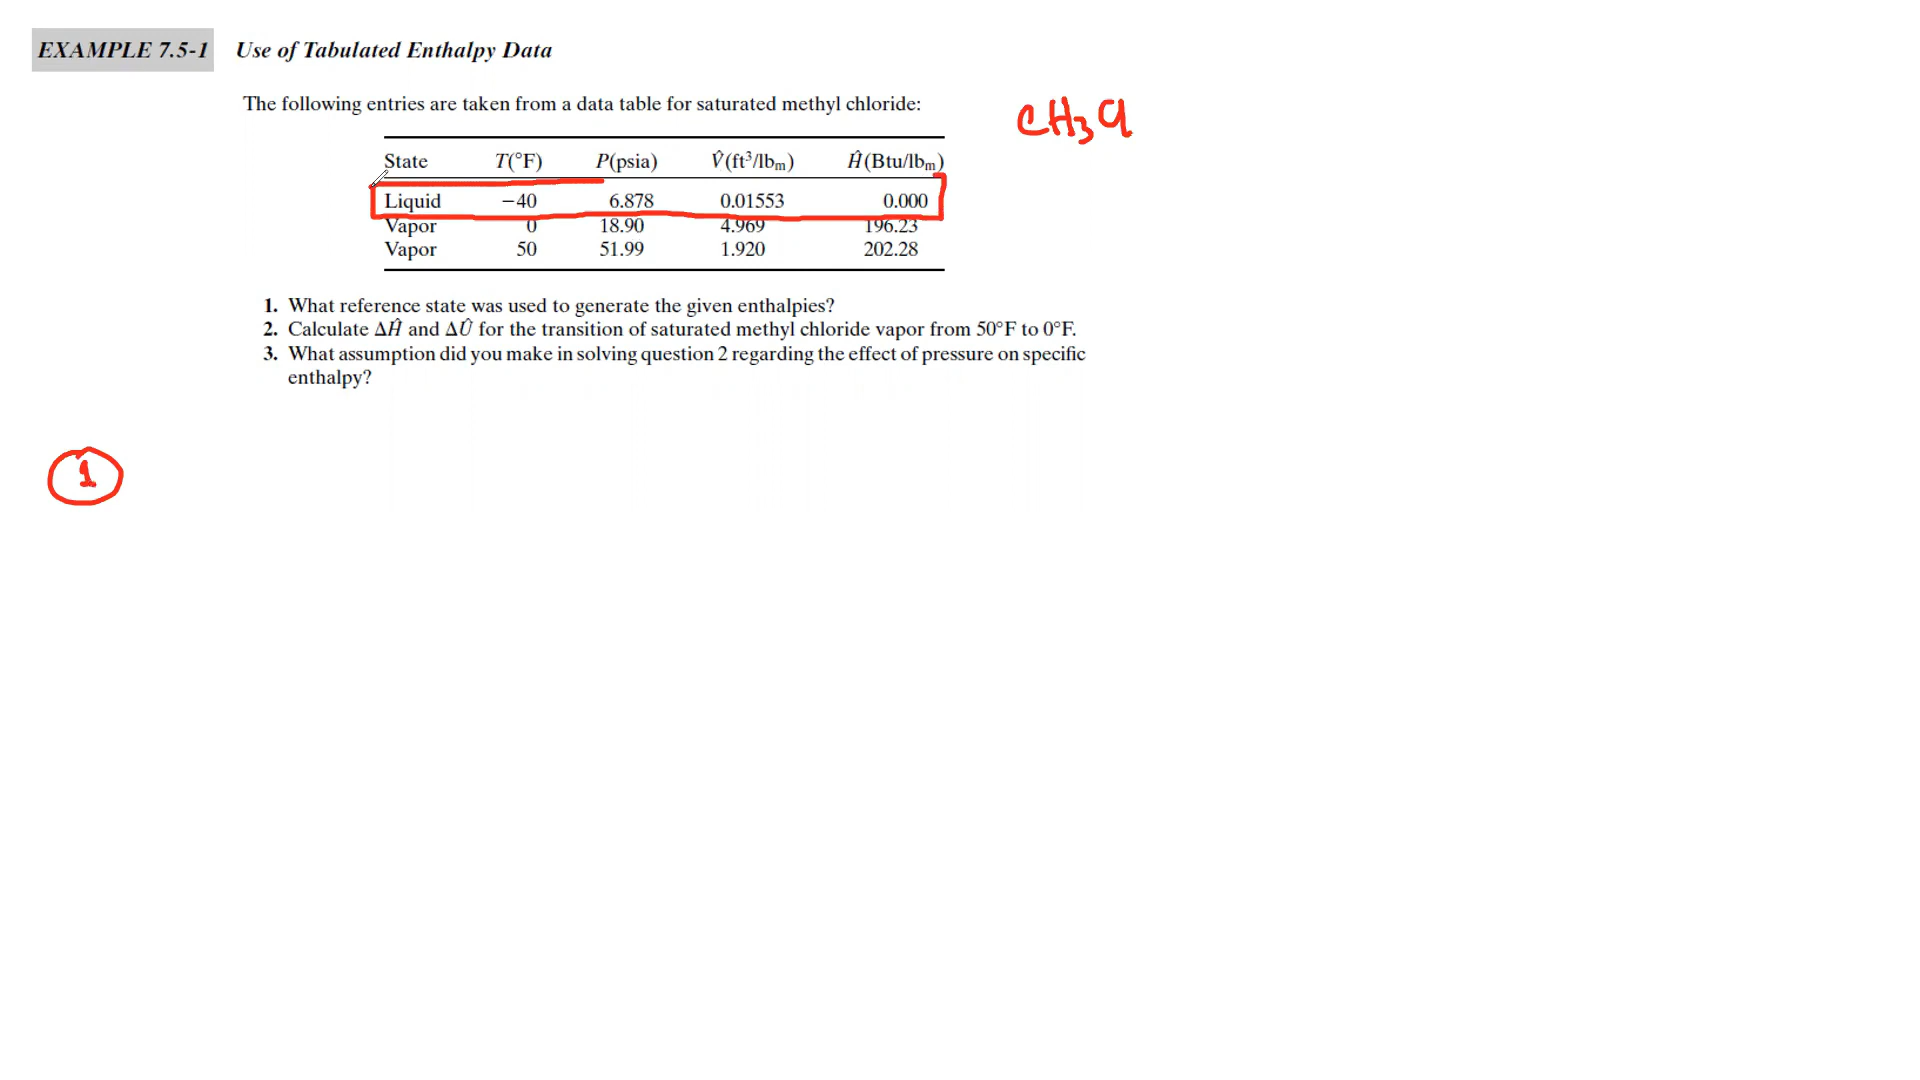 EXAMPLE 7.5-1 Use of Tabulated Enthalpy Data
The following entries are taken from a data table for saturated methyl chloride:
CH3Cl
State T(°F) P(psia) V̂(ft³/lbm) Ĥ(Btu/lbm)
Liquid −40 6.878 0.01553 0.000
Vapor 0 18.90 4.969 196.23
Vapor 50 51.99 1.920 202.28
1. What reference state was used to generate the given enthalpies?
2. Calculate ΔĤ and ΔÛ for the transition of saturated methyl chloride vapor from 50°F to 0°F.
3. What assumption did you make in solving question 2 regarding the effect of pressure on specific
enthalpy?
1